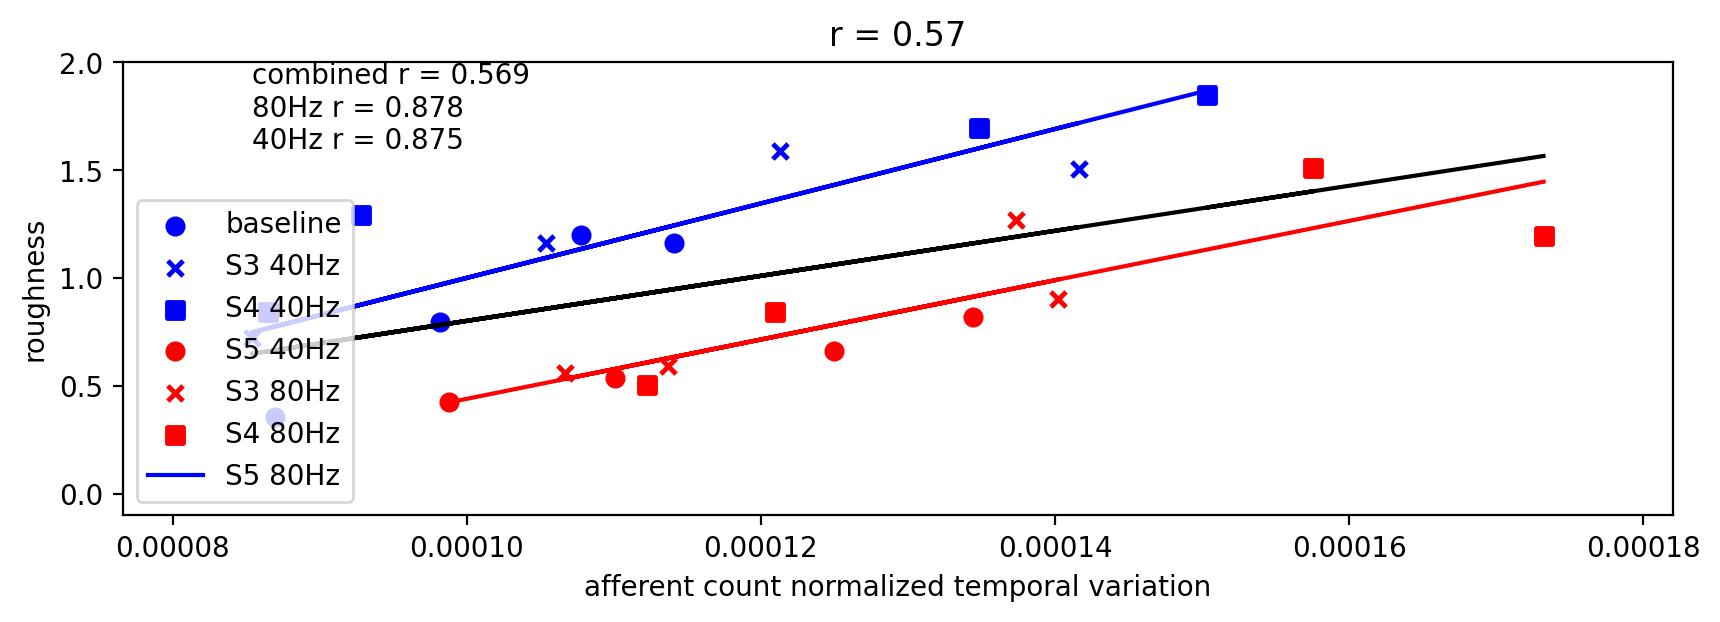 r = 0.57
combined r = 0.569
80Hz r = 0.878
40Hz r = 0.875
2.0
1.5
1.0
0.5
0.0
roughness
baseline
S3 40Hz
S4 40Hz
S5 40Hz
S3 80Hz
S4 80Hz
S5 80Hz
0.00008 0.00010 0.00012 0.00014 0.00016 0.00018
afferent count normalized temporal variation